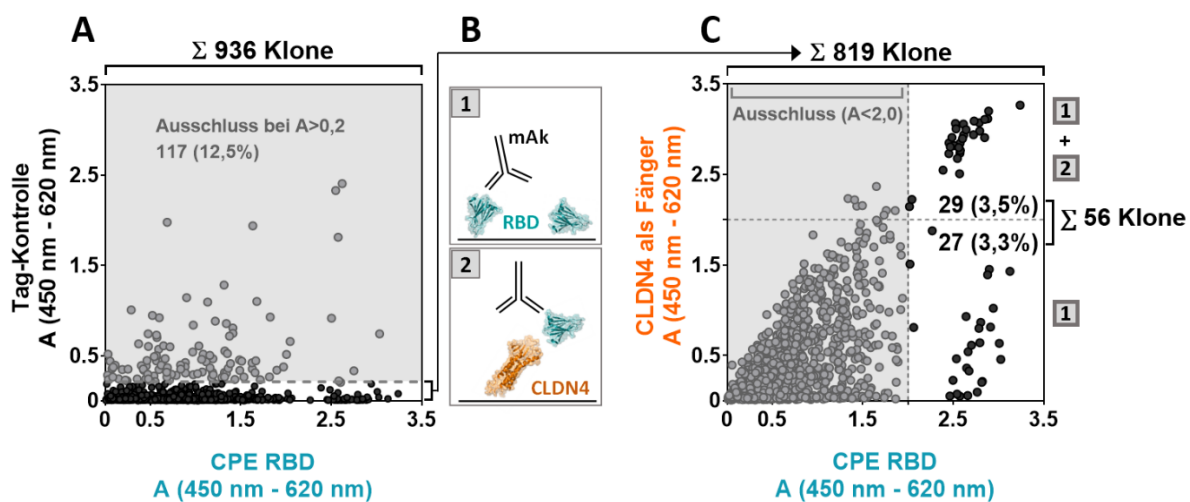 A
Σ 936 Klone
3.5
2.5
1.5
0.5
0
Tag-Kontrolle
A (450 nm - 620 nm)
Ausschluss bei A>0,2
117 (12,5%)
0
0.5
1.5
2.5
3.5
CPE RBD
A (450 nm - 620 nm)
B
1
mAk
RBD
2
CLDN4
C
Σ 819 Klone
3.5
2.5
1.5
0.5
0
CLDN4 als Fänger
A (450 nm - 620 nm)
Ausschluss (A<2,0)
29 (3,5%)
27 (3,3%)
Σ 56 Klone
1
+
2
1
0
0.5
1.5
2.5
3.5
CPE RBD
A (450 nm - 620 nm)